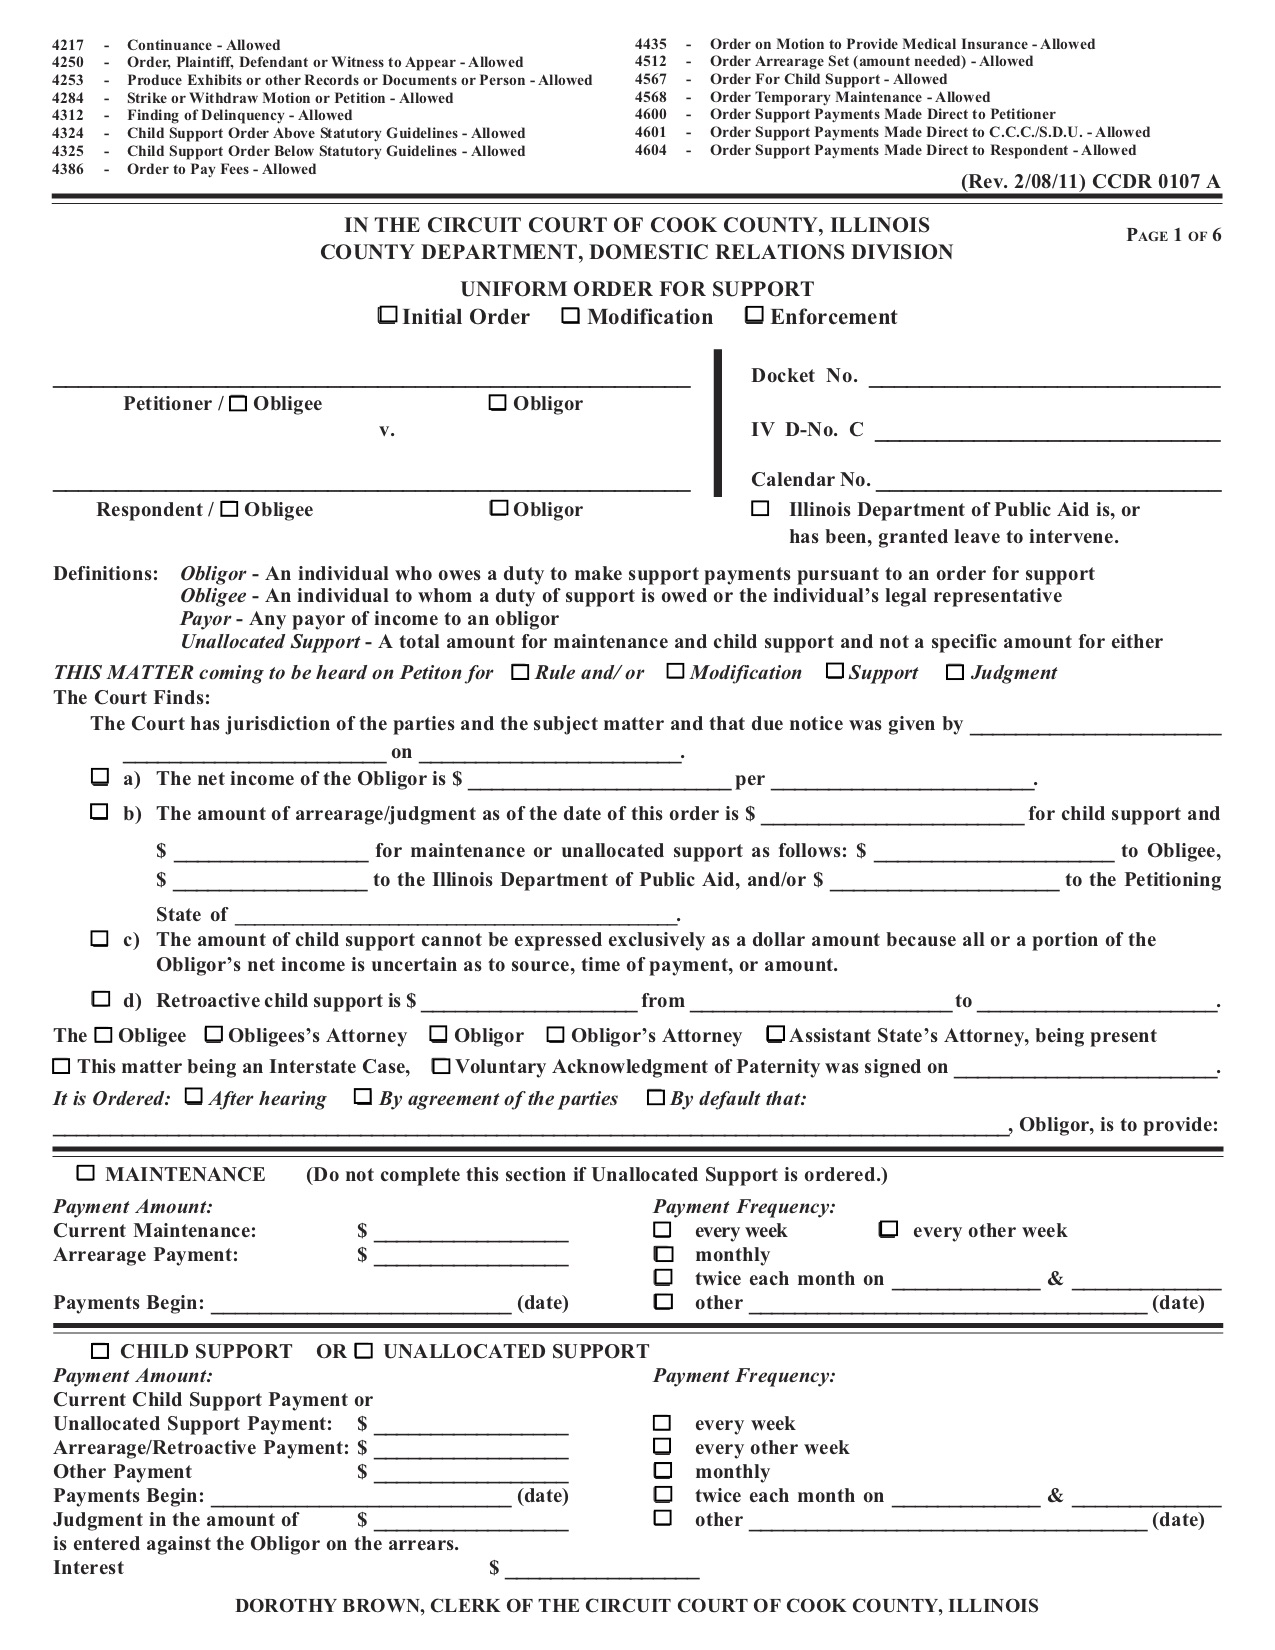 4217 - Continuance - Allowed
4250 - Order, Plaintiff, Defendant or Witness to Appear - Allowed
4253 - Produce Exhibits or other Records or Documents or Person - Allowed
4284 - Strike or Withdraw Motion or Petition - Allowed
4312 - Finding of Delinquency - Allowed
4324 - Child Support Order Above Statutory Guidelines - Allowed
4325 - Child Support Order Below Statutory Guidelines - Allowed
4386 - Order to Pay Fees - Allowed
4435 - Order on Motion to Provide Medical Insurance - Allowed
4512 - Order Arrearage Set (amount needed) - Allowed
4567 - Order For Child Support - Allowed
4568 - Order Temporary Maintenance - Allowed
4600 - Order Support Payments Made Direct to Petitioner
4601 - Order Support Payments Made Direct to C.C.C./S.D.U. - Allowed
4604 - Order Support Payments Made Direct to Respondent - Allowed
(Rev. 2/08/11) CCDR 0107 A
IN THE CIRCUIT COURT OF COOK COUNTY, ILLINOIS
COUNTY DEPARTMENT, DOMESTIC RELATIONS DIVISION
PAGE 1 OF 6
UNIFORM ORDER FOR SUPPORT
☐ Initial Order ☐ Modification ☐ Enforcement
Petitioner / ☐ Obligee ☐ Obligor
v.
Respondent / ☐ Obligee ☐ Obligor
Docket No. ____________
IV D-No. C ____________
Calendar No. ____________
☐ Illinois Department of Public Aid is, or
has been, granted leave to intervene.
Definitions: Obligor - An individual who owes a duty to make support payments pursuant to an order for support
Obligee - An individual to whom a duty of support is owed or the individual's legal representative
Payor - Any payor of income to an obligor
Unallocated Support - A total amount for maintenance and child support and not a specific amount for either
THIS MATTER coming to be heard on Petiton for ☐ Rule and/ or ☐ Modification ☐ Support ☐ Judgment
The Court Finds:
The Court has jurisdiction of the parties and the subject matter and that due notice was given by ____________
____________ on ____________.
☐ a) The net income of the Obligor is $ ____________ per ____________.
☐ b) The amount of arrearage/judgment as of the date of this order is $ ____________ for child support and
$ ____________ for maintenance or unallocated support as follows: $ ____________ to Obligee,
$ ____________ to the Illinois Department of Public Aid, and/or $ ____________ to the Petitioning
State of ____________.
☐ c) The amount of child support cannot be expressed exclusively as a dollar amount because all or a portion of the
Obligor's net income is uncertain as to source, time of payment, or amount.
☐ d) Retroactive child support is $ ____________ from ____________ to ____________.
The ☐ Obligee ☐ Obligees's Attorney ☐ Obligor ☐ Obligor's Attorney ☐ Assistant State's Attorney, being present
☐ This matter being an Interstate Case, ☐ Voluntary Acknowledgment of Paternity was signed on ____________.
It is Ordered: ☐ After hearing ☐ By agreement of the parties ☐ By default that:
____________, Obligor, is to provide:
☐ MAINTENANCE (Do not complete this section if Unallocated Support is ordered.)
Payment Amount: Payment Frequency:
Current Maintenance: $ ____________ ☐ every week ☐ every other week
Arrearage Payment: $ ____________ ☐ monthly
☐ twice each month on ____________ & ____________
Payments Begin: ____________ (date) ☐ other ____________ (date)
☐ CHILD SUPPORT OR ☐ UNALLOCATED SUPPORT
Payment Amount: Payment Frequency:
Current Child Support Payment or
Unallocated Support Payment: $ ____________ ☐ every week
Arrearage/Retroactive Payment: $ ____________ ☐ every other week
Other Payment $ ____________ ☐ monthly
Payments Begin: ____________ (date) ☐ twice each month on ____________ & ____________
Judgment in the amount of $ ____________ ☐ other ____________ (date)
is entered against the Obligor on the arrears.
Interest $ ____________
DOROTHY BROWN, CLERK OF THE CIRCUIT COURT OF COOK COUNTY, ILLINOIS